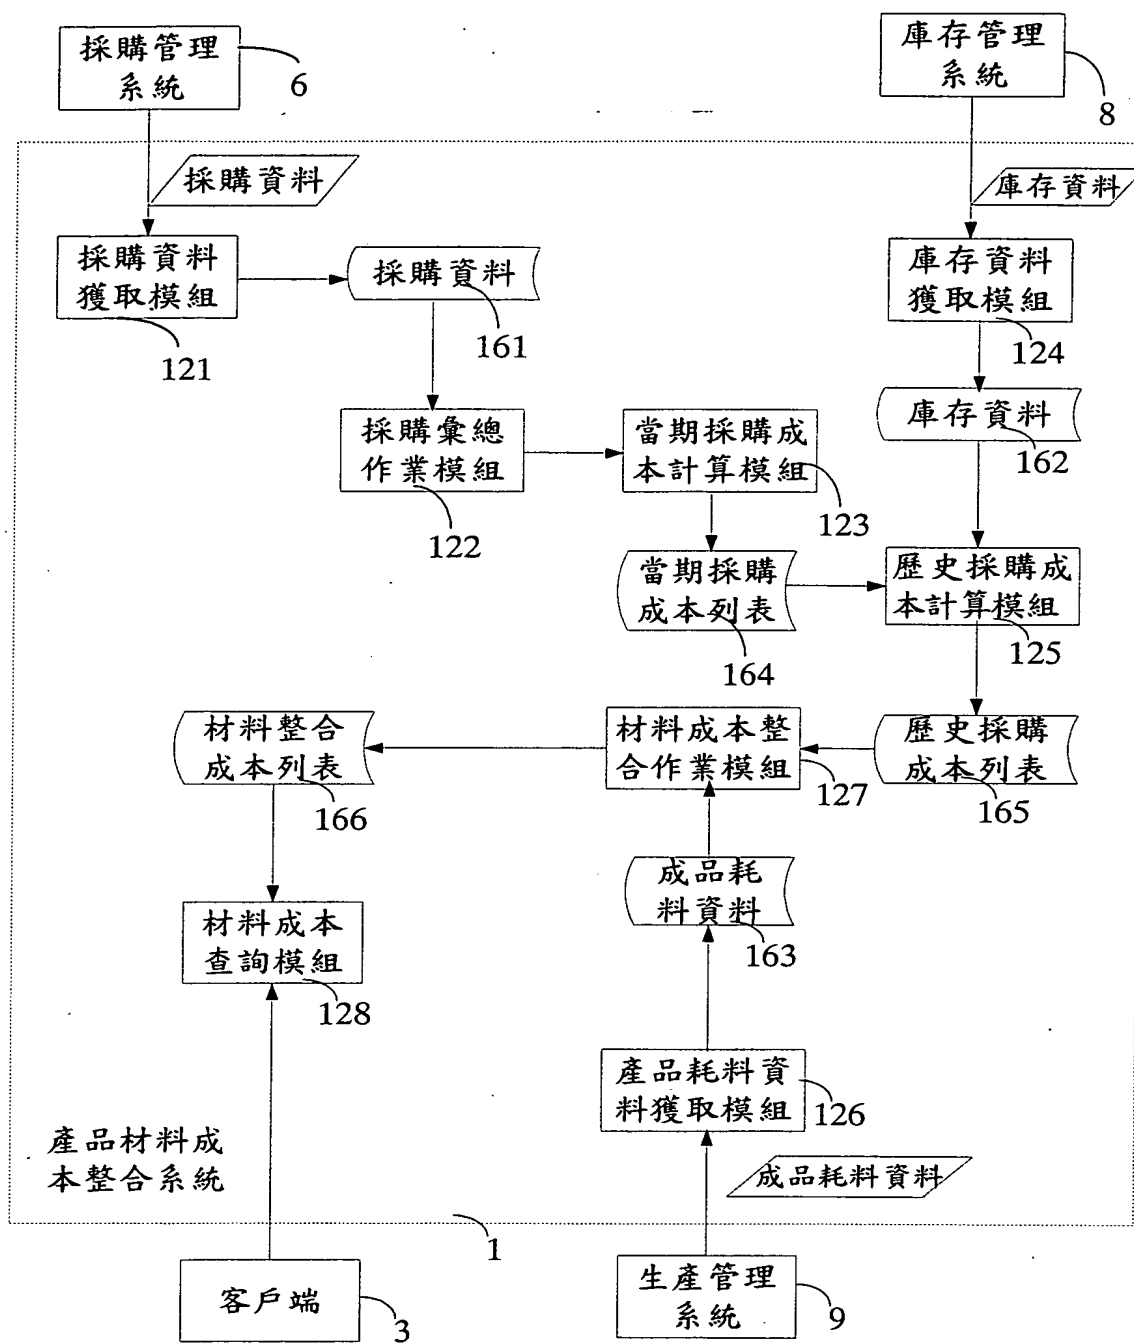 採購管理
系統
6
庫存管理
系統
8
採購資料
庫存資料
採購資料
獲取模組
121
採購資料
161
庫存資料
獲取模組
124
庫存資料
162
採購彙總
作業模組
122
當期採購成
本計算模組
123
當期採購
成本列表
164
歷史採購成
本計算模組
125
材料整合
成本列表
166
材料成本整
合作業模組
127
歷史採購
成本列表
165
成品耗
料資料
163
材料成本
查詢模組
128
產品耗料資
料獲取模組
126
產品材料成
本整合系統
成品耗料資料
1
客戶端
3
生產管理
系統
9